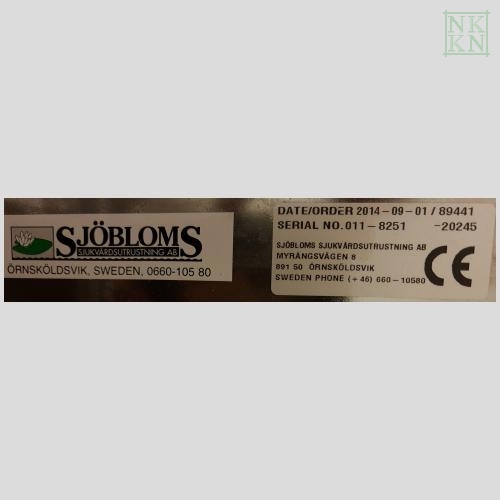 NK
KN
SJÖBLOMS
SJUKVÅRDSUTRUSTNING AB
ÖRNSKÖLDSVIK, SWEDEN, 0660-105 80
DATE/ORDER 2014-09-01 / 89441
SERIAL NO. 011-8251 -20245
SJÖBLOMS SJUKVÅRDSUTRUSTNING AB
MYRÄNGSVÄGEN 8
891 50 ÖRNSKÖLDSVIK
SWEDEN PHONE (+46) 660-10580
CE